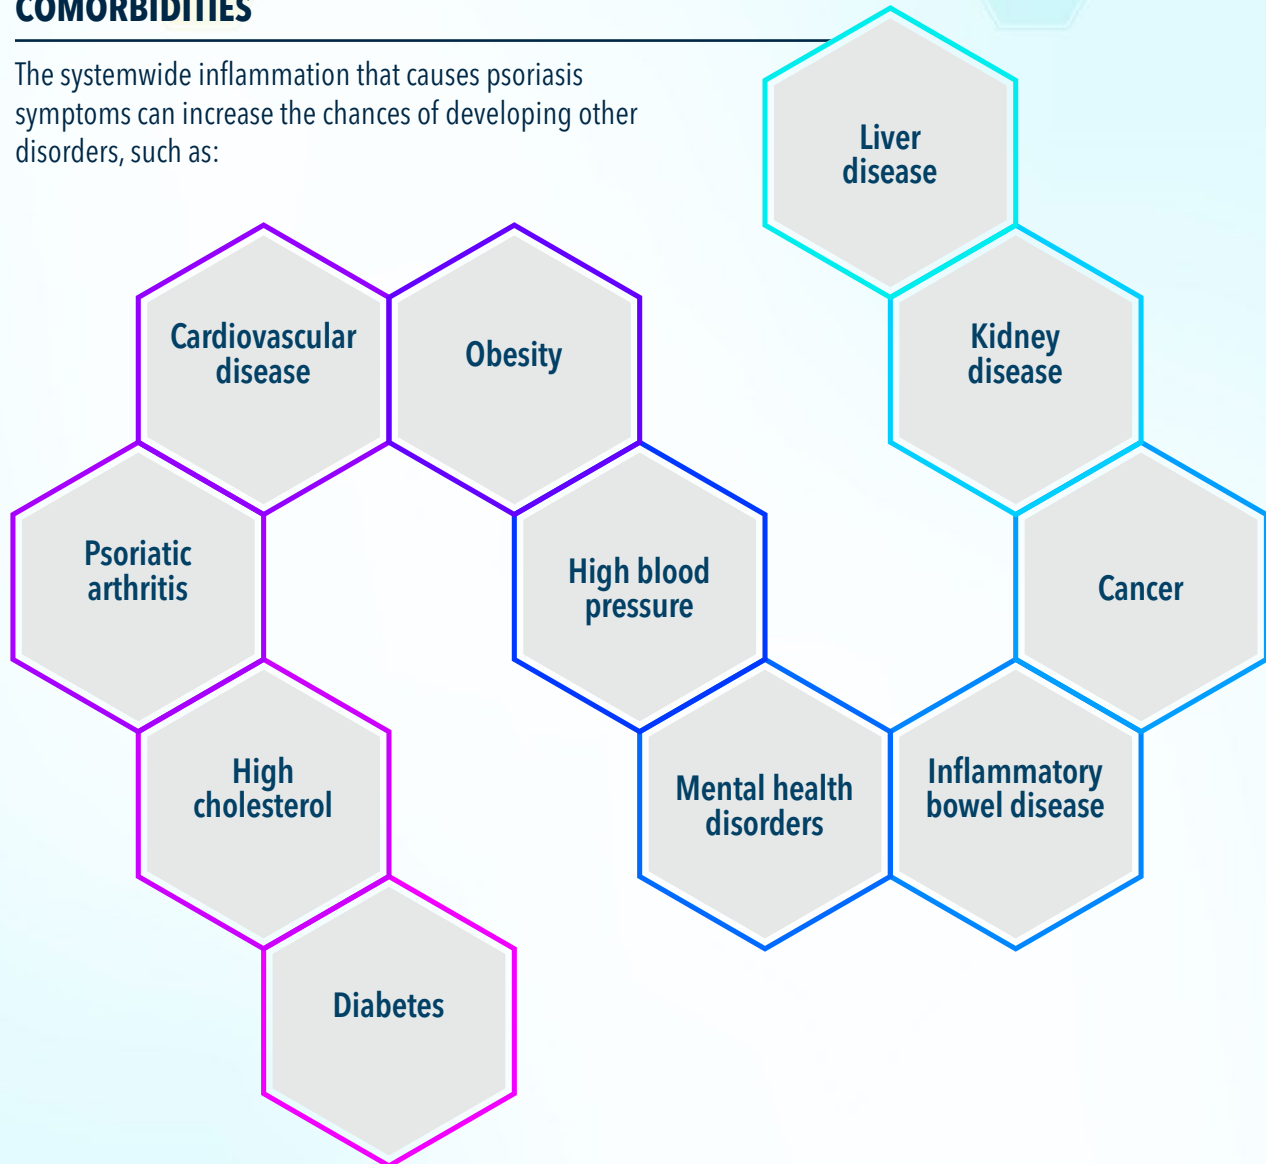 COMORBIDITIES
The systemwide inflammation that causes psoriasis
symptoms can increase the chances of developing other
disorders, such as:
Liver
disease
Cardiovascular
disease
Obesity
Kidney
disease
Psoriatic
arthritis
High blood
pressure
Cancer
High
cholesterol
Mental health
disorders
Inflammatory
bowel disease
Diabetes